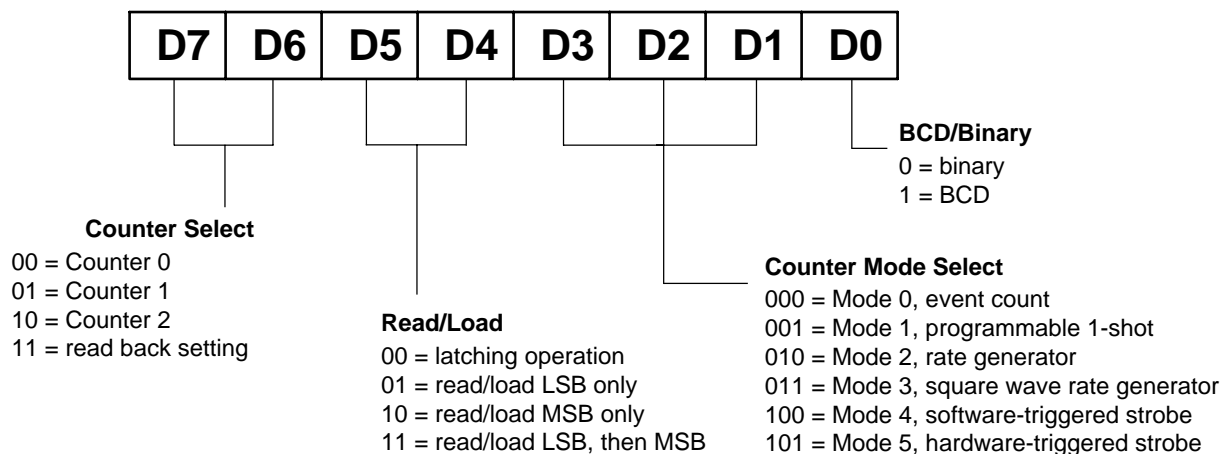 D7 D6 D5 D4 D3 D2 D1 D0
BCD/Binary
0 = binary
1 = BCD
Counter Select
00 = Counter 0
01 = Counter 1
10 = Counter 2
11 = read back setting
Read/Load
00 = latching operation
01 = read/load LSB only
10 = read/load MSB only
11 = read/load LSB, then MSB
Counter Mode Select
000 = Mode 0, event count
001 = Mode 1, programmable 1-shot
010 = Mode 2, rate generator
011 = Mode 3, square wave rate generator
100 = Mode 4, software-triggered strobe
101 = Mode 5, hardware-triggered strobe